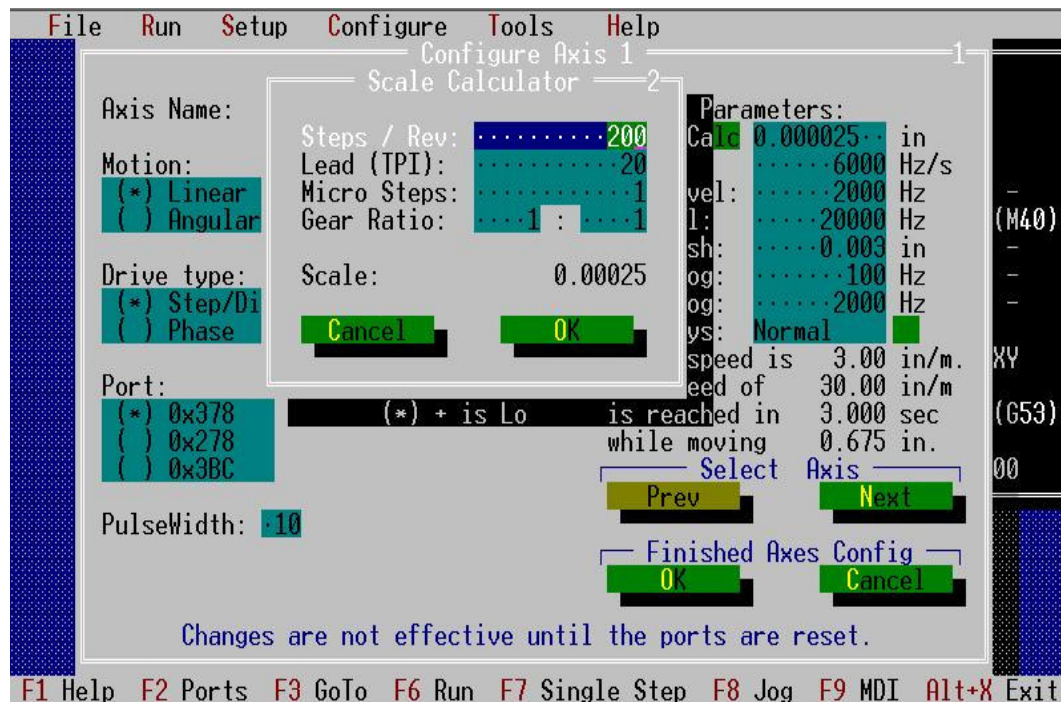 File Run Setup Configure Tools Help
Configure Axis 1 1
Scale Calculator 2
Axis Name: Parameters:
Steps / Rev: 200 Calc 0.000025 in
Motion: Lead (TPI): 20 6000 Hz/s
(*) Linear Micro Steps: 1 vel: 2000 Hz -
( ) Angular Gear Ratio: 1 : 1 l: 20000 Hz (M40)
sh: 0.003 in -
Drive type: Scale: 0.00025 og: 100 Hz -
(*) Step/Di og: 2000 Hz -
( ) Phase Cancel OK ys: Normal
speed is 3.00 in/m. XY
Port: eed of 30.00 in/m
(*) 0x378 (*) + is Lo is reached in 3.000 sec (G53)
( ) 0x278 while moving 0.675 in.
( ) 0x3BC Select Axis 00
Prev Next
PulseWidth: 10
Finished Axes Config
OK Cancel
Changes are not effective until the ports are reset.
F1 Help F2 Ports F3 GoTo F6 Run F7 Single Step F8 Jog F9 MDI Alt+X Exit